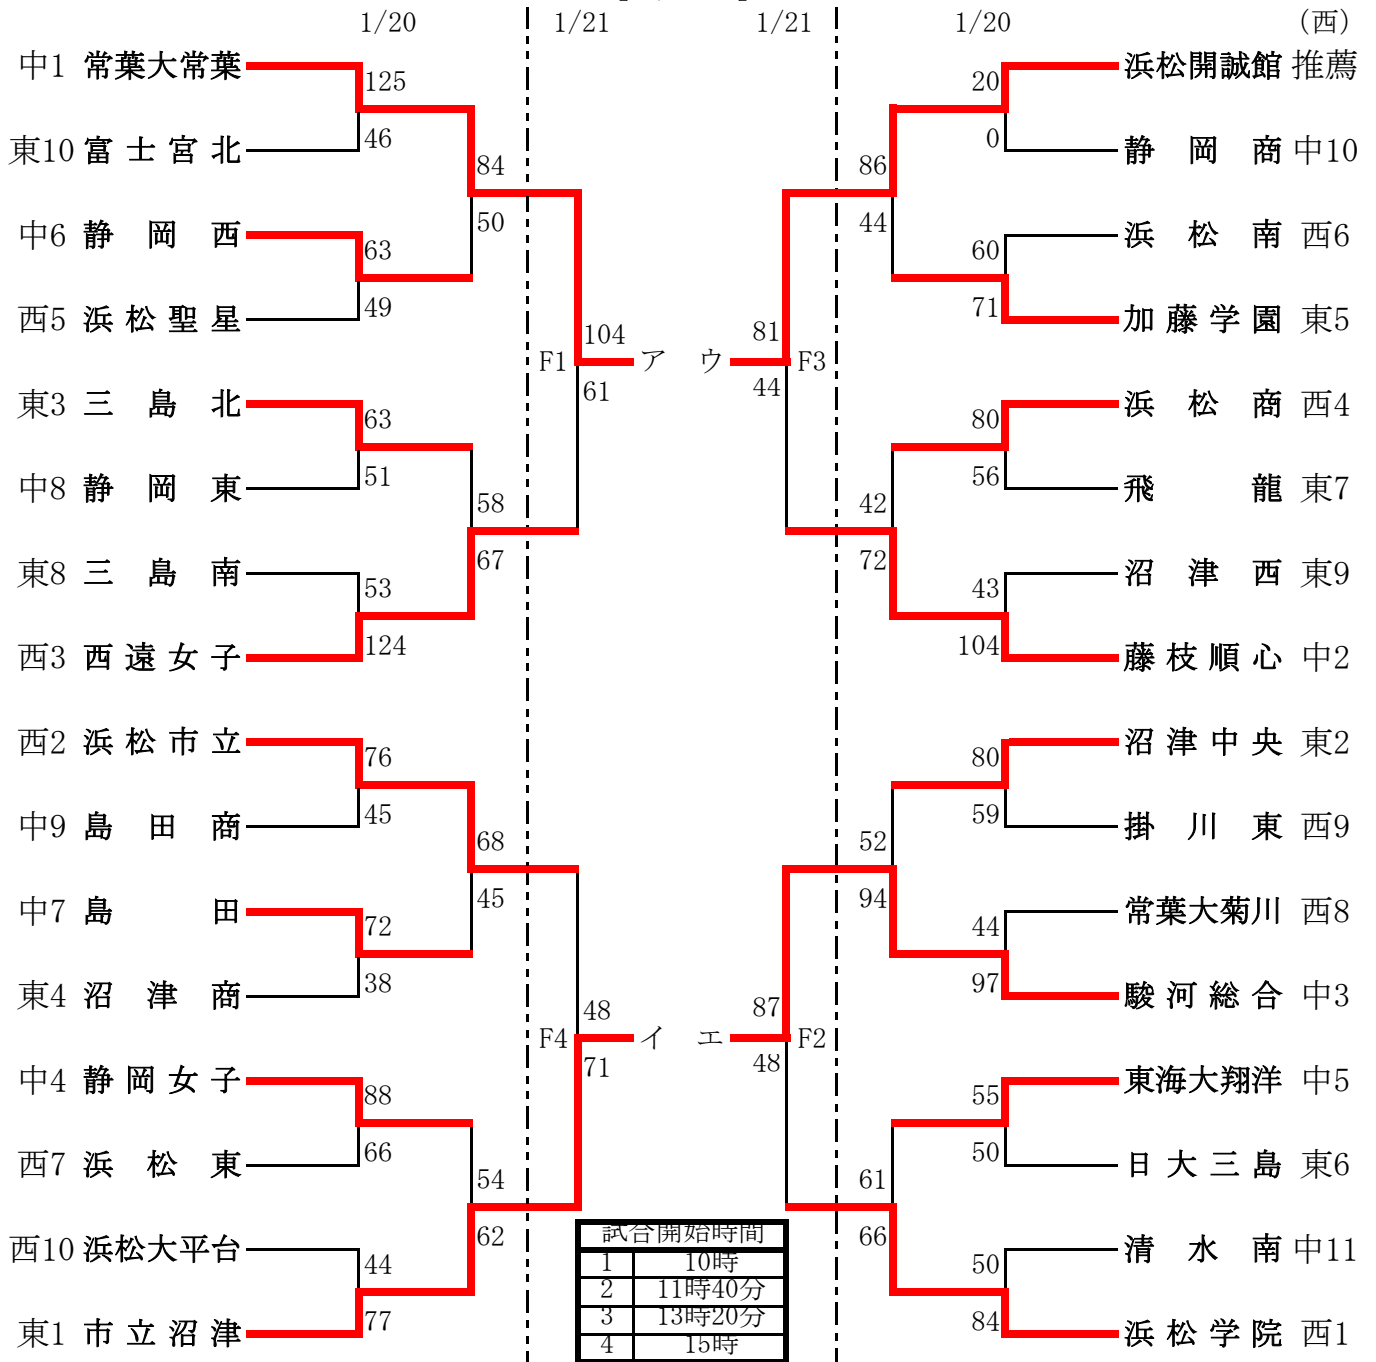 1/20 1/21 1/21 1/20 (西)
中1 常葉大常葉 125 20 浜松開誠館 推薦
東10 富士宮北 46 0 静岡商 中10
84 86
50 44
中6 静岡西 63 60 浜松南 西6
西5 浜松聖星 49 71 加藤学園 東5
104 81
F1 ア ウ F3
61 44
東3 三島北 63 80 浜松商 西4
中8 静岡東 51 56 飛龍 東7
58 42
67 72
東8 三島南 53 43 沼津西 東9
西3 西遠女子 124 104 藤枝順心 中2
西2 浜松市立 76 80 沼津中央 東2
中9 島田商 45 59 掛川東 西9
68 52
45 94
中7 島田 72 44 常葉大菊川 西8
東4 沼津商 38 97 駿河総合 中3
48 87
F4 イ エ F2
71 48
中4 静岡女子 88 55 東海大翔洋 中5
西7 浜松東 66 50 日大三島 東6
54 61
62 66
西10 浜松大平台 44 50 清水南 中11
東1 市立沼津 77 84 浜松学院 西1
試合開始時間
1 10時
2 11時40分
3 13時20分
4 15時